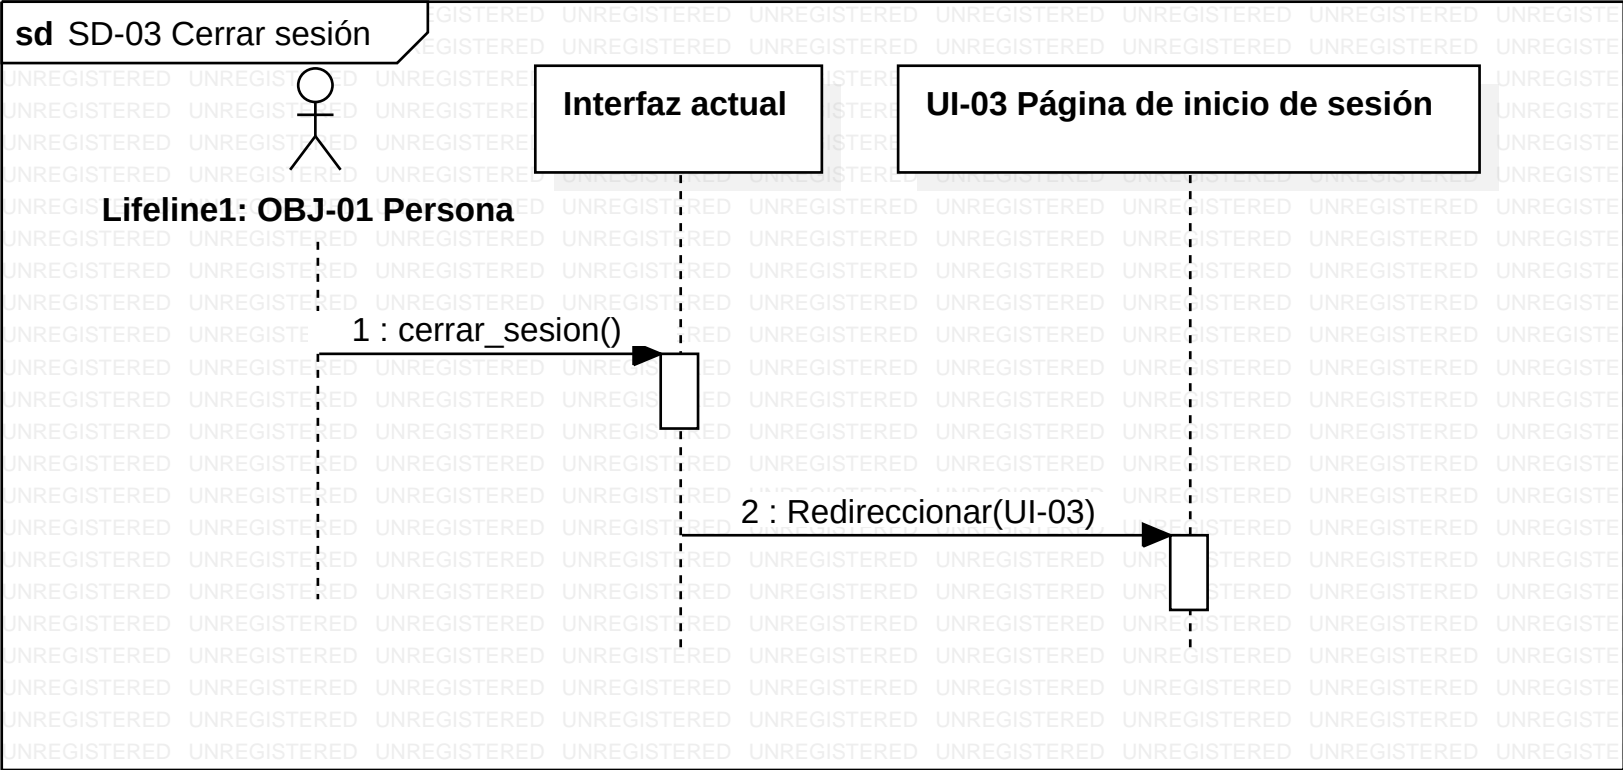 sd SD-03 Cerrar sesión
Interfaz actual
UI-03 Página de inicio de sesión
Lifeline1: OBJ-01 Persona
1 : cerrar_sesion()
2 : Redireccionar(UI-03)
UNREGISTERED